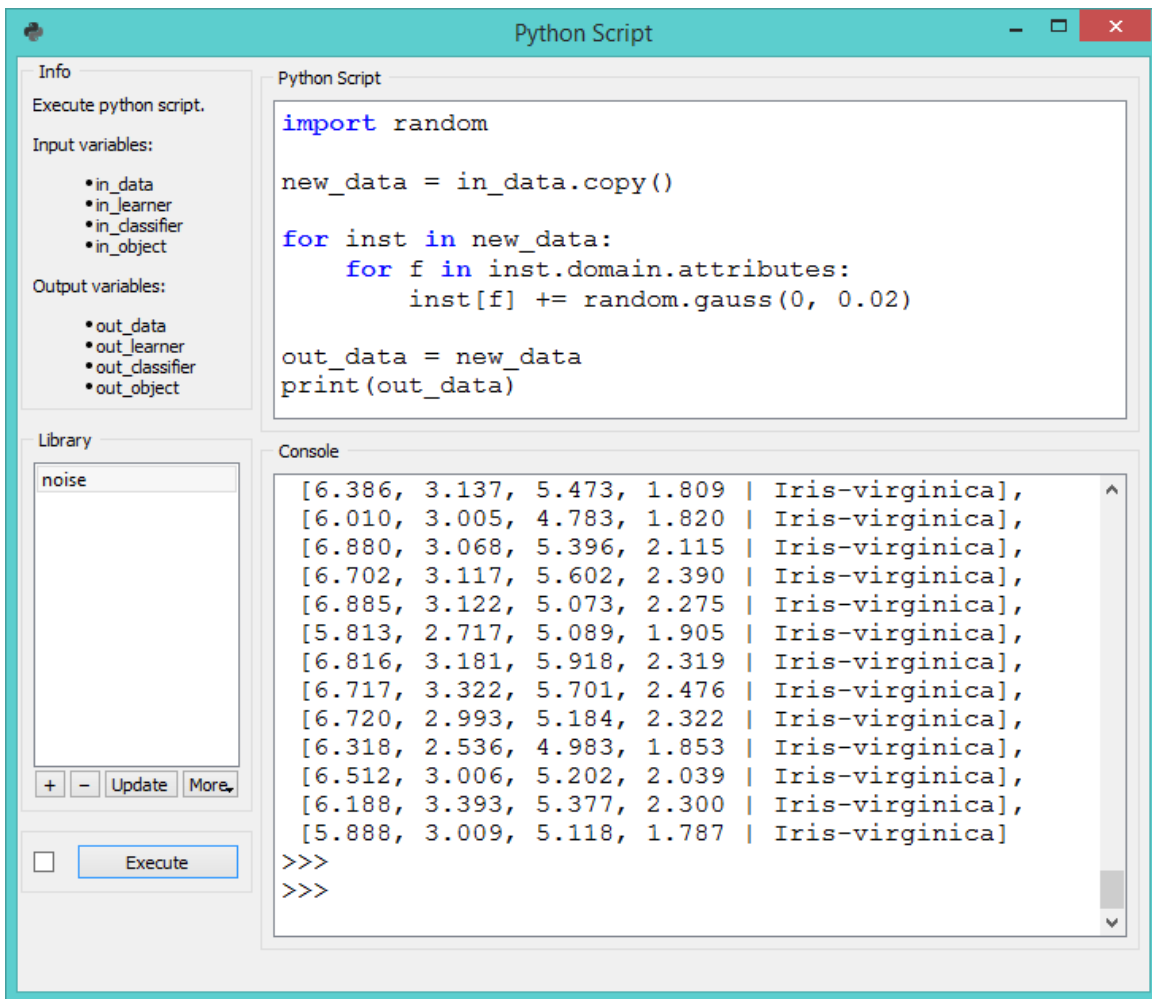 Python Script
Info
Execute python script.
Input variables:
•in_data
•in_learner
•in_classifier
•in_object
Output variables:
•out_data
•out_learner
•out_classifier
•out_object
Library
noise
+ - Update More
Execute
Python Script
import random
new_data = in_data.copy()
for inst in new_data:
    for f in inst.domain.attributes:
        inst[f] += random.gauss(0, 0.02)
out_data = new_data
print(out_data)
Console
[6.386, 3.137, 5.473, 1.809 | Iris-virginica],
[6.010, 3.005, 4.783, 1.820 | Iris-virginica],
[6.880, 3.068, 5.396, 2.115 | Iris-virginica],
[6.702, 3.117, 5.602, 2.390 | Iris-virginica],
[6.885, 3.122, 5.073, 2.275 | Iris-virginica],
[5.813, 2.717, 5.089, 1.905 | Iris-virginica],
[6.816, 3.181, 5.918, 2.319 | Iris-virginica],
[6.717, 3.322, 5.701, 2.476 | Iris-virginica],
[6.720, 2.993, 5.184, 2.322 | Iris-virginica],
[6.318, 2.536, 4.983, 1.853 | Iris-virginica],
[6.512, 3.006, 5.202, 2.039 | Iris-virginica],
[6.188, 3.393, 5.377, 2.300 | Iris-virginica],
[5.888, 3.009, 5.118, 1.787 | Iris-virginica]
>>>
>>>